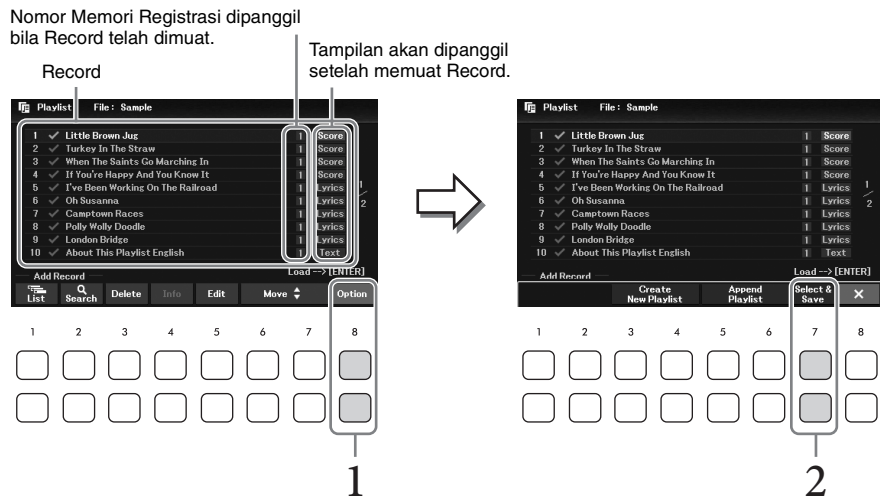 Nomor Memori Registrasi dipanggil
bila Record telah dimuat.
Tampilan akan dipanggil
setelah memuat Record.
Record
Playlist File : Sample
1 Little Brown Jug 1 Score
2 Turkey In The Straw 1 Score
3 When The Saints Go Marching In 1 Score
4 If You're Happy And You Know It 1 Score
5 I've Been Working On The Railroad 1 Lyrics
6 Oh Susanna 1 Lyrics
7 Camptown Races 1 Lyrics
8 Polly Wolly Doodle 1 Lyrics
9 London Bridge 1 Lyrics
10 About This Playlist English 1 Text
1/2
Add Record Load -->[ENTER]
List Search Delete Info Edit Move Option
1 2 3 4 5 6 7 8
1
Playlist File : Sample
1 Little Brown Jug 1 Score
2 Turkey In The Straw 1 Score
3 When The Saints Go Marching In 1 Score
4 If You're Happy And You Know It 1 Score
5 I've Been Working On The Railroad 1 Lyrics
6 Oh Susanna 1 Lyrics
7 Camptown Races 1 Lyrics
8 Polly Wolly Doodle 1 Lyrics
9 London Bridge 1 Lyrics
10 About This Playlist English 1 Text
1/2
Add Record Load -->[ENTER]
Create Append Select &
New Playlist Playlist Save ×
1 2 3 4 5 6 7 8
2